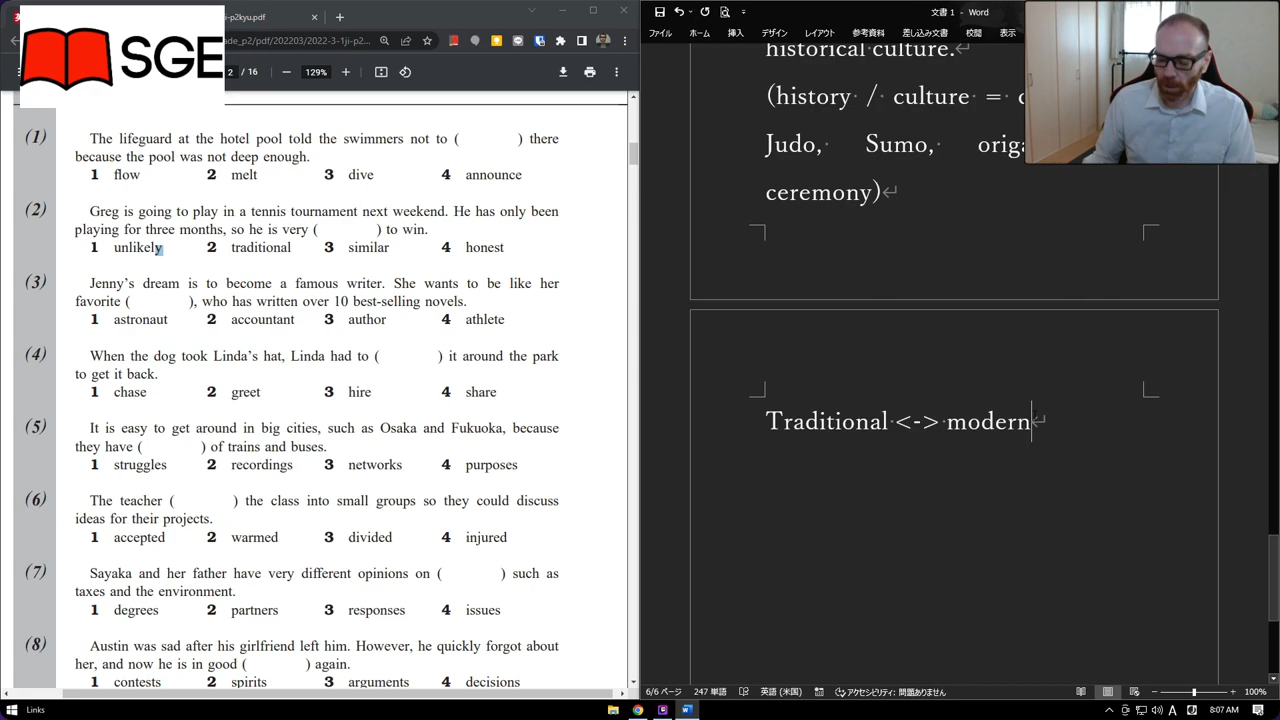 i-p2kyu.pdf
文書 1 - Word
ade_p2/pdf/202203/2022-3-1ji-p2...
2 / 16
129%
SGE
ファイル
ホーム
挿入
デザイン
レイアウト
参考資料
差し込み文書
校閲
表示
(1) The lifeguard at the hotel pool told the swimmers not to ( ) there
because the pool was not deep enough.
1 flow 2 melt 3 dive 4 announce
(2) Greg is going to play in a tennis tournament next weekend. He has only been
playing for three months, so he is very ( ) to win.
1 unlikely 2 traditional 3 similar 4 honest
(3) Jenny's dream is to become a famous writer. She wants to be like her
favorite ( ), who has written over 10 best-selling novels.
1 astronaut 2 accountant 3 author 4 athlete
(4) When the dog took Linda's hat, Linda had to ( ) it around the park
to get it back.
1 chase 2 greet 3 hire 4 share
(5) It is easy to get around in big cities, such as Osaka and Fukuoka, because
they have ( ) of trains and buses.
1 struggles 2 recordings 3 networks 4 purposes
(6) The teacher ( ) the class into small groups so they could discuss
ideas for their projects.
1 accepted 2 warmed 3 divided 4 injured
(7) Sayaka and her father have very different opinions on ( ) such as
taxes and the environment.
1 degrees 2 partners 3 responses 4 issues
(8) Austin was sad after his girlfriend left him. However, he quickly forgot about
her, and now he is in good ( ) again.
1 contests 2 spirits 3 arguments 4 decisions
historical culture.
(history / culture =
Judo, Sumo, origa
ceremony)
Traditional <-> modern
6/6 ページ
247 単語
英語 (米国)
アクセシビリティ: 問題ありません
100%
Links
8:07 AM